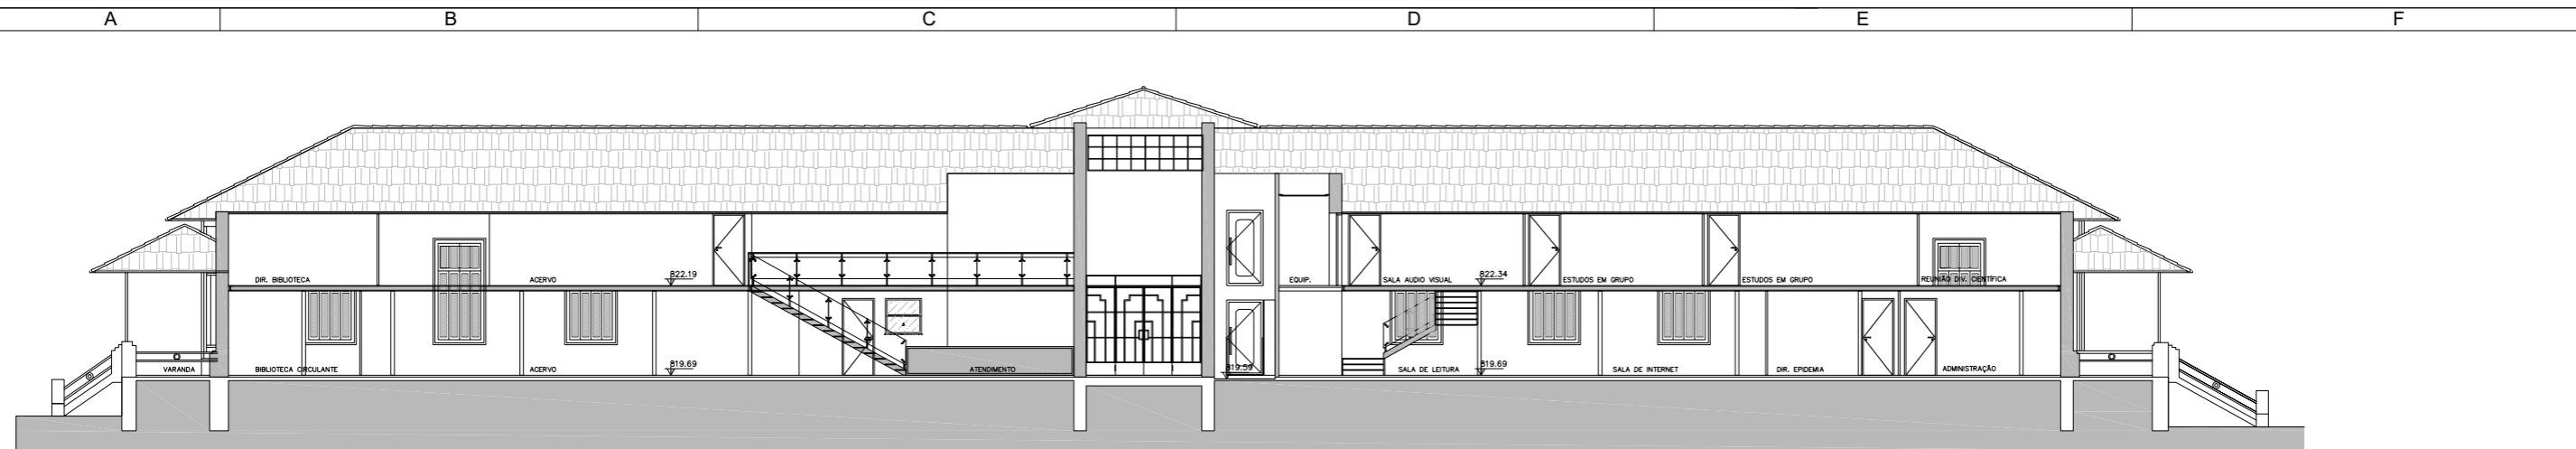 A B C D E F
DIR. BIBLIOTECA ACERVO 822.19 EQUIP. SALA AUDIO VISUAL 822.34 ESTUDOS EM GRUPO ESTUDOS EM GRUPO REUNIÃO DIV. CIENTÍFICA
VARANDA BIBLIOTECA CIRCULANTE ACERVO 819.69 ATENDIMENTO 819.59 SALA DE LEITURA 819.69 SALA DE INTERNET DIR. EPIDEMIA ADMINISTRAÇÃO